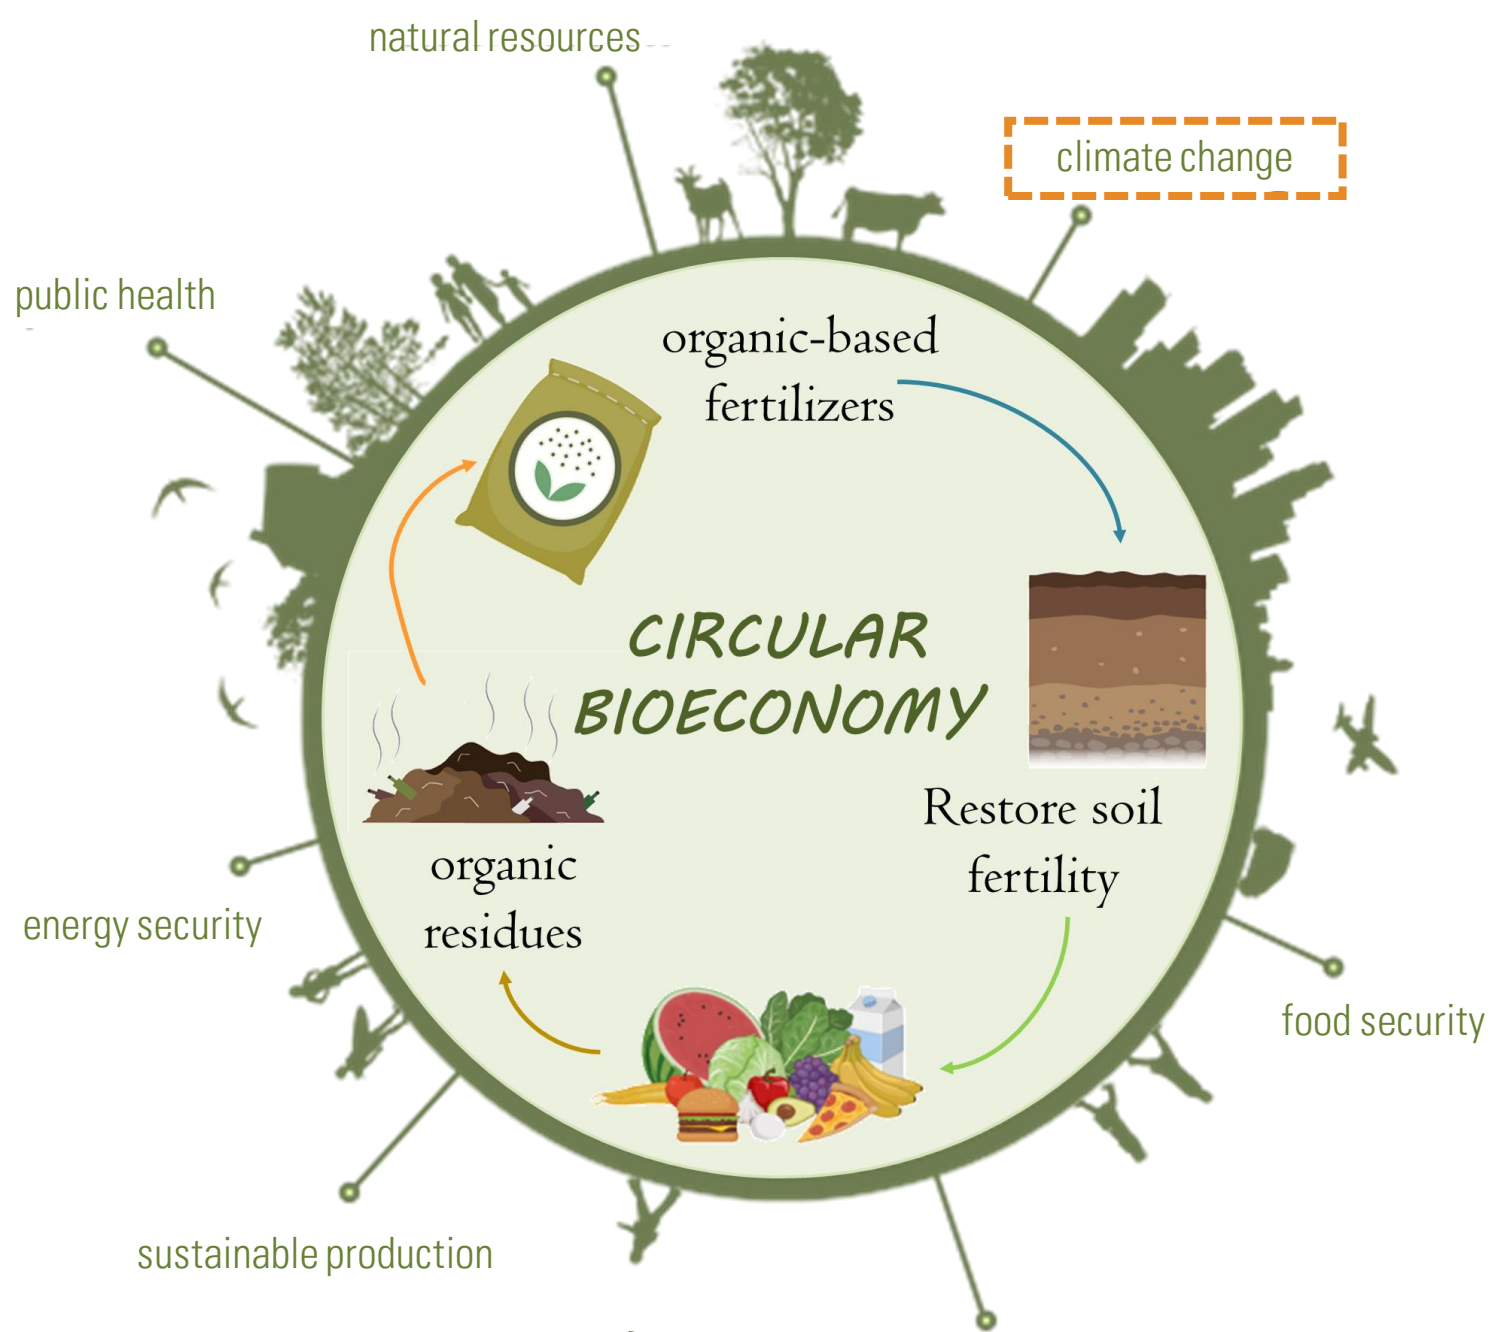 natural resources
climate change
public health
organic-based
fertilizers
CIRCULAR
BIOECONOMY
Restore soil
fertility
organic
residues
energy security
food security
sustainable production